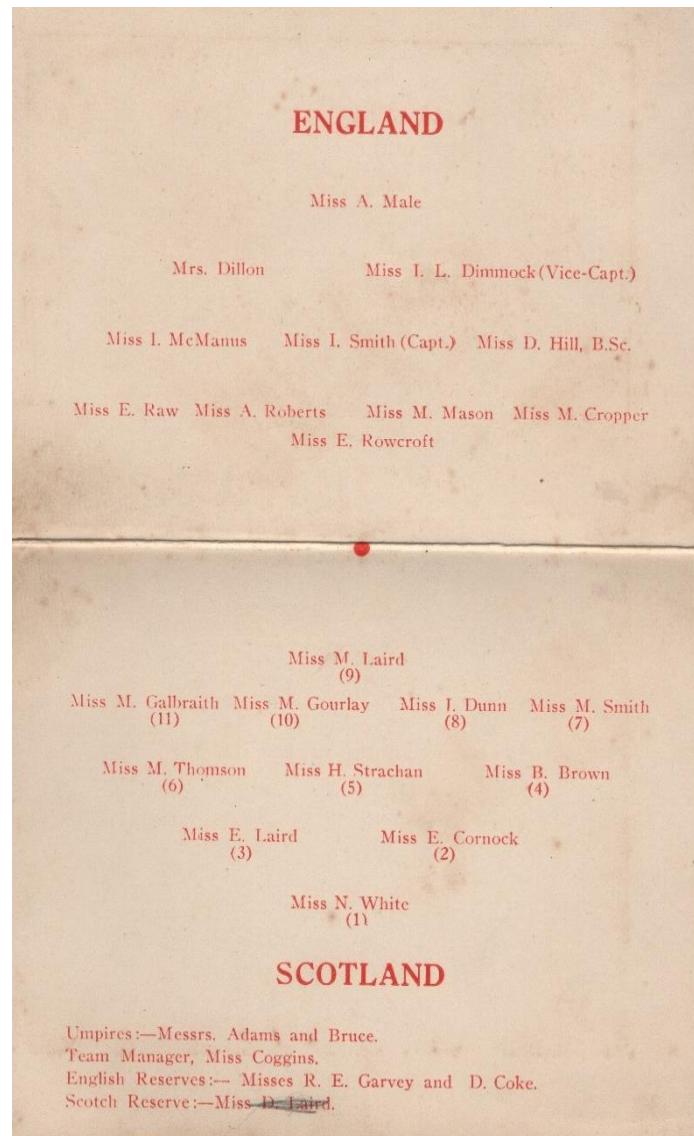 ENGLAND
Miss A. Male
Mrs. Dillon Miss I. L. Dimmock (Vice-Capt.)
Miss I. McManus Miss I. Smith (Capt.) Miss D. Hill, B.Sc.
Miss E. Raw Miss A. Roberts Miss M. Mason Miss M. Cropper
Miss E. Rowcroft
Miss M. Laird
(9)
Miss M. Galbraith Miss M. Gourlay Miss J. Dunn Miss M. Smith
(11) (10) (8) (7)
Miss M. Thomson Miss H. Strachan Miss B. Brown
(6) (5) (4)
Miss E. Laird Miss E. Cornock
(3) (2)
Miss N. White
(1)
SCOTLAND
Umpires:—Messrs. Adams and Bruce.
Team Manager, Miss Coggins.
English Reserves:— Misses R. E. Garvey and D. Coke.
Scotch Reserve:—Miss D. Laird.